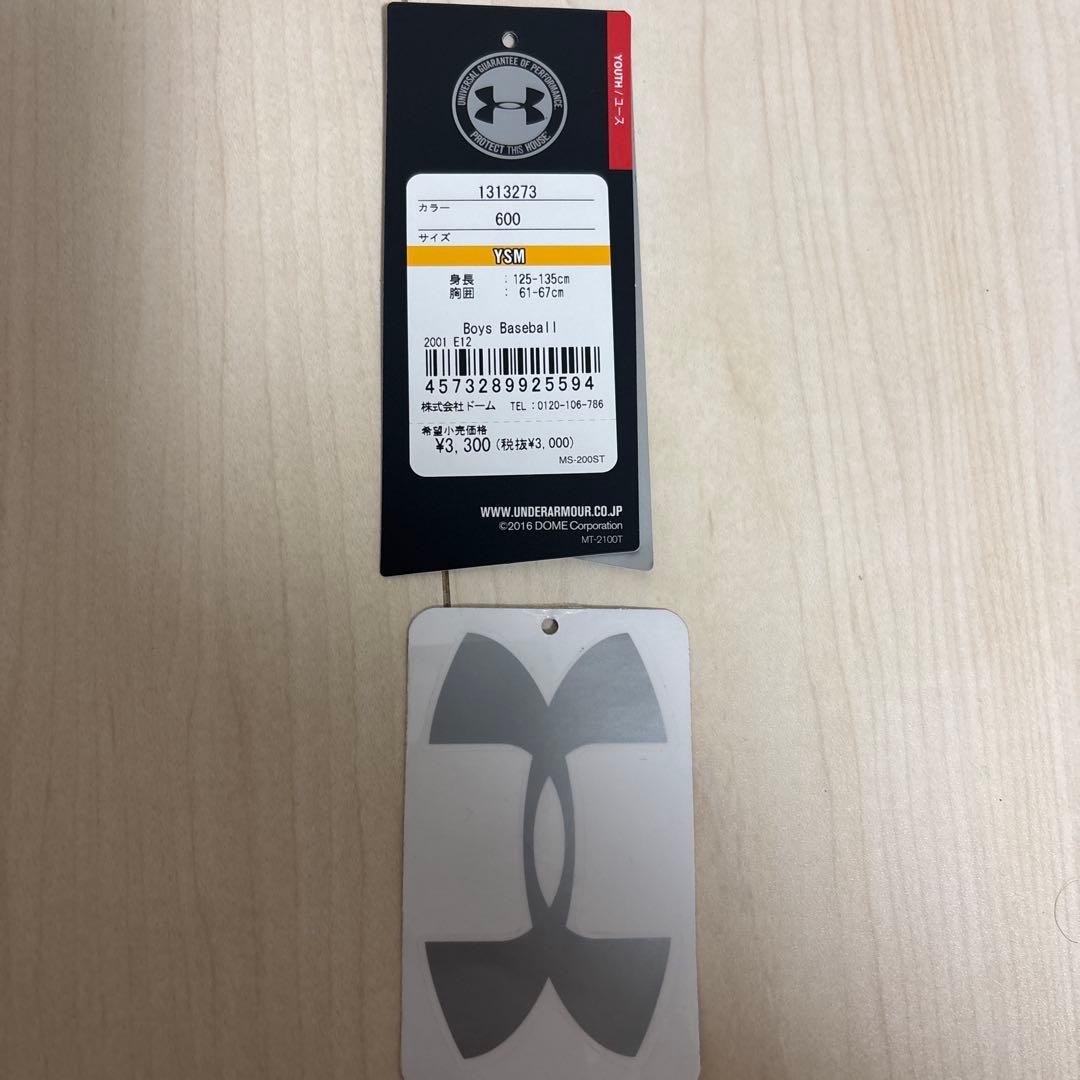 UNIVERSAL GUARANTEE OF PERFORMANCE
PROTECT THIS HOUSE
YOUTH / ユース
1313273
カラー
600
サイズ
YSM
身長 : 125-135cm
胸囲 : 61-67cm
Boys Baseball
2001 E12
4573289925594
株式会社ドーム TEL:0120-106-786
希望小売価格
¥3,300(税抜¥3,000)
MS-200ST
WWW.UNDERARMOUR.CO.JP
©2016 DOME Corporation
MT-2100T